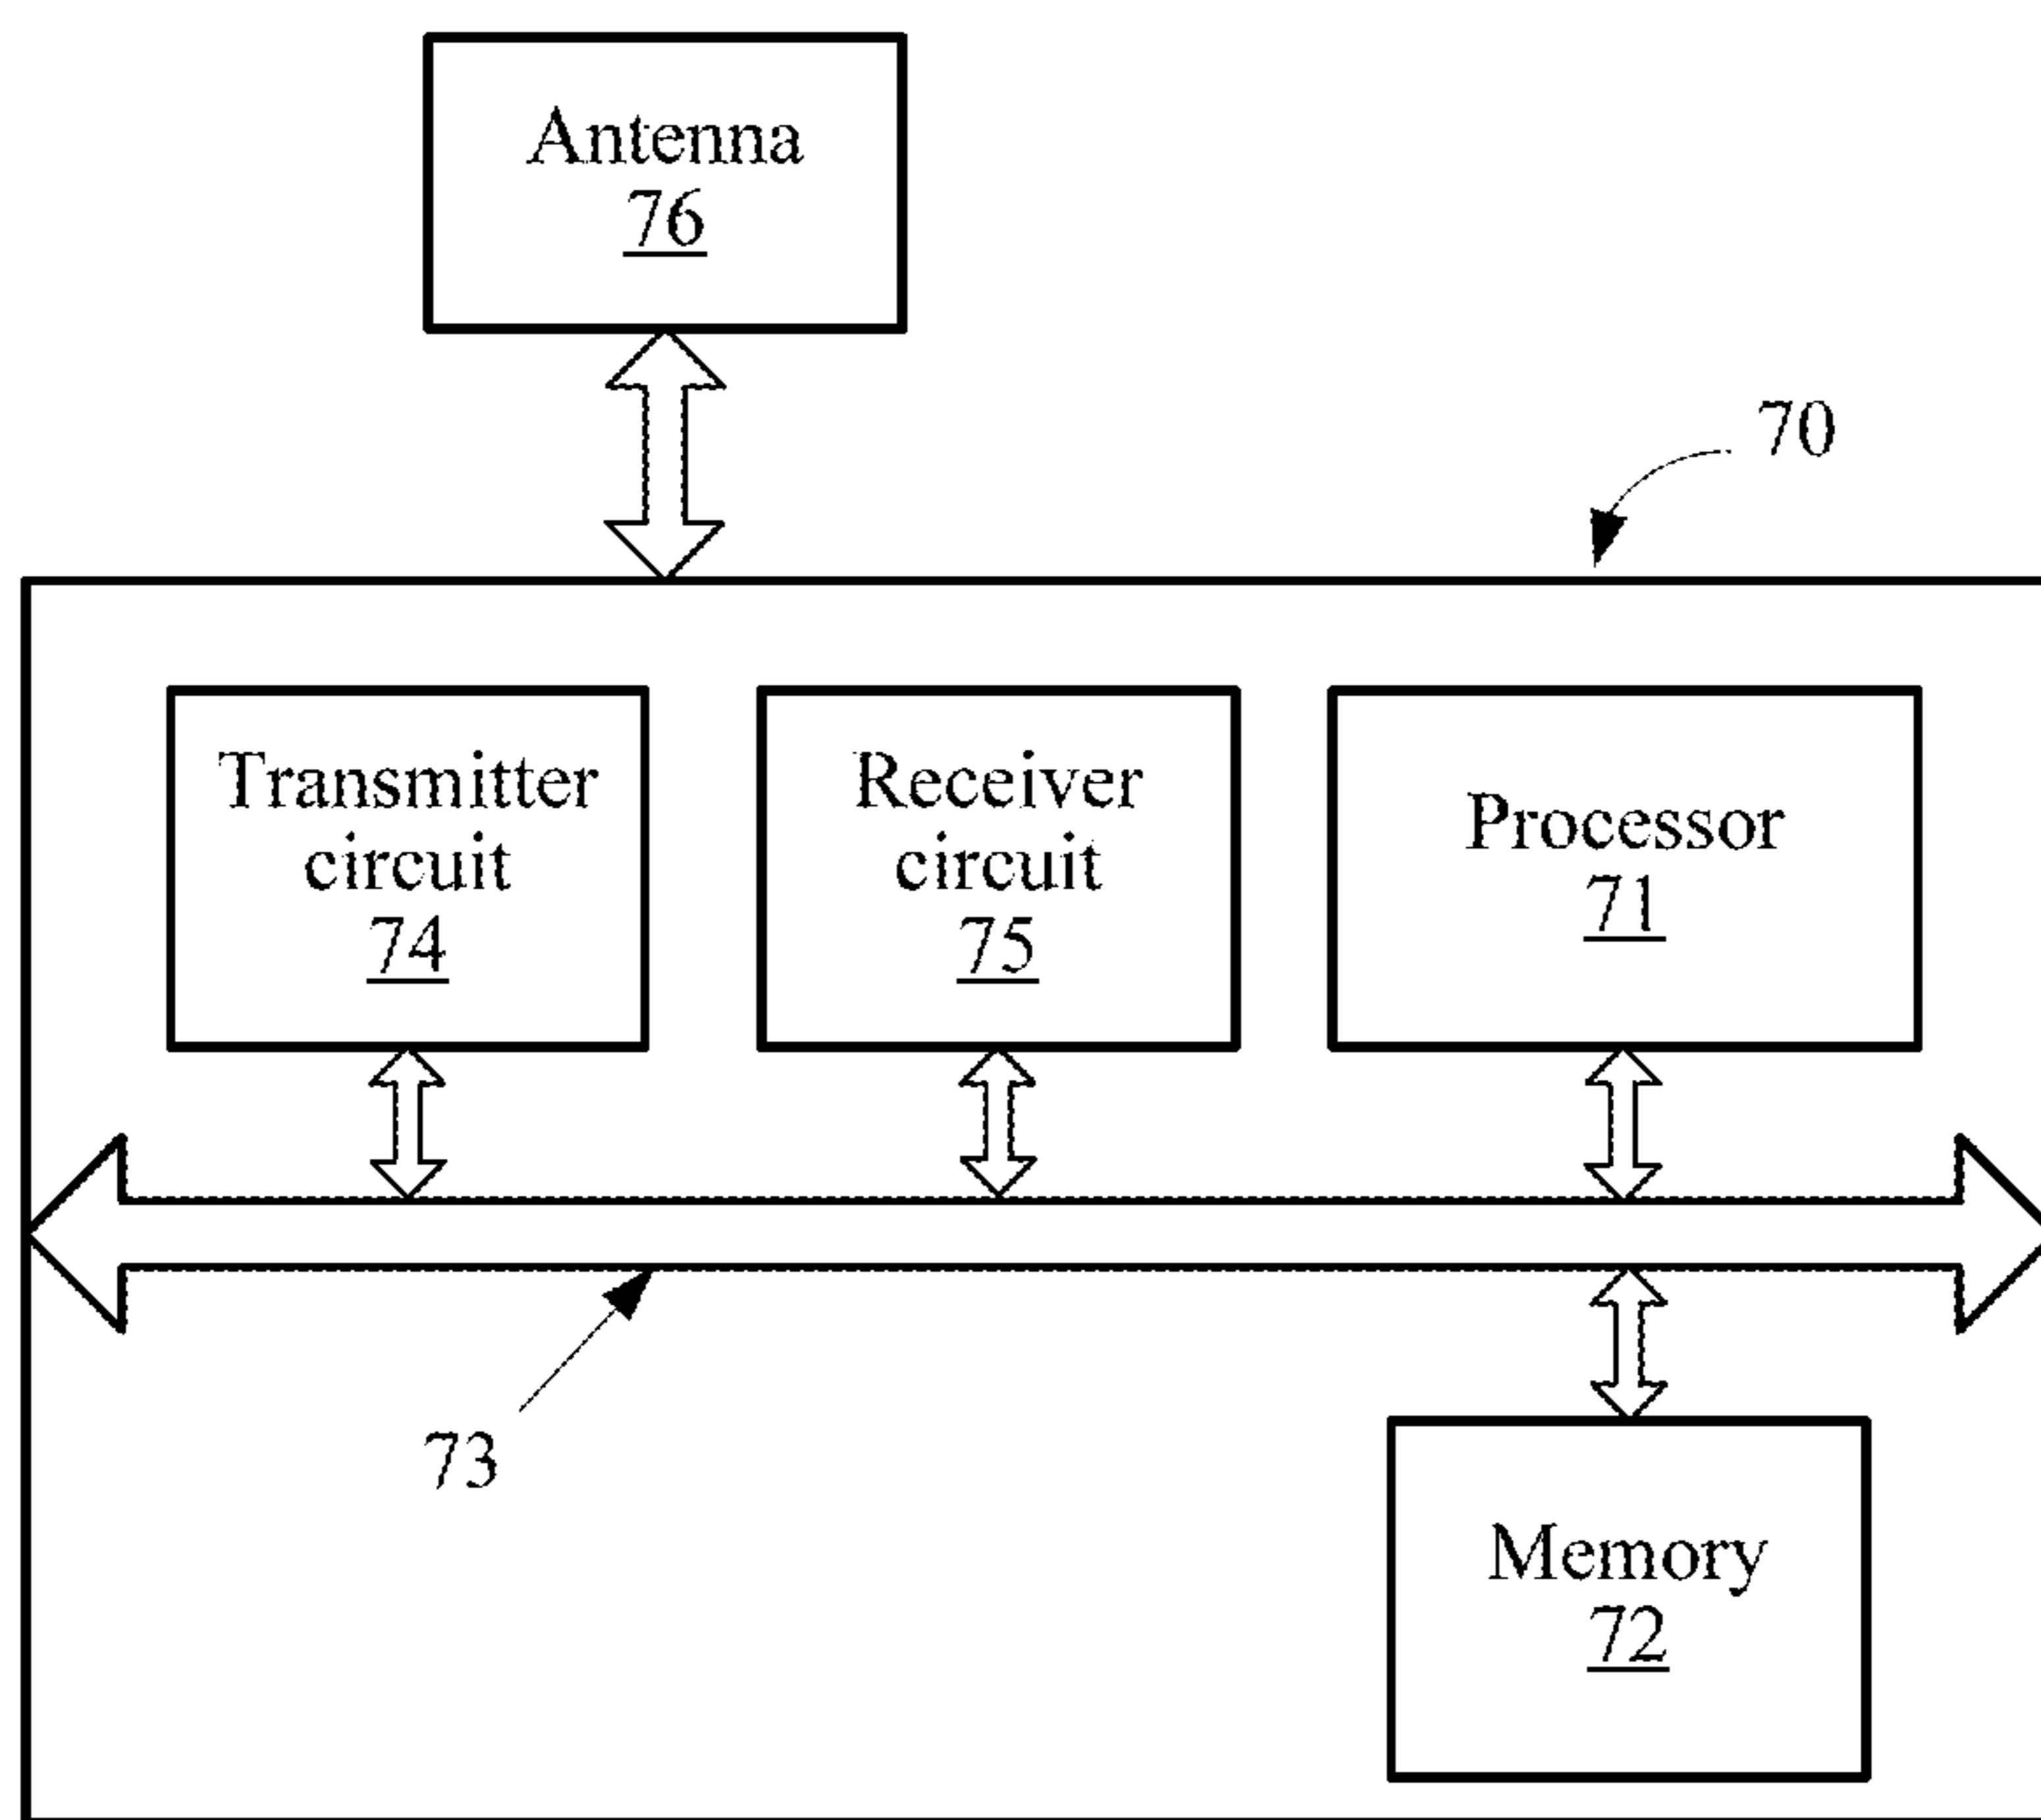 Antenna
76
70
Transmitter
circuit
74
Receiver
circuit
75
Processor
71
73
Memory
72